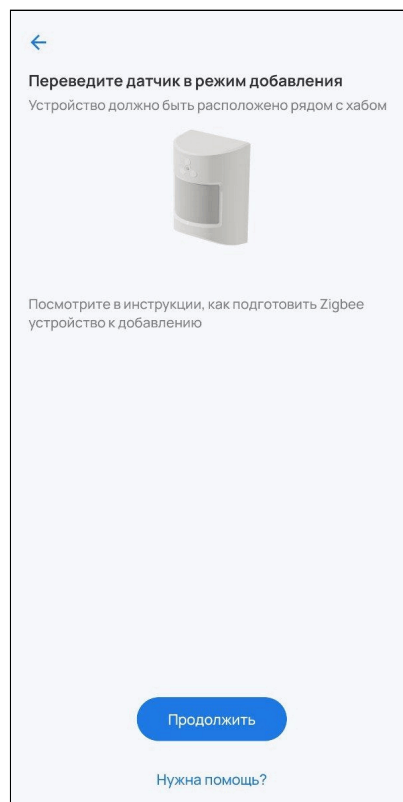 Переведите датчик в режим добавления
Устройство должно быть расположено рядом с хабом
Посмотрите в инструкции, как подготовить Zigbee
устройство к добавлению
Продолжить
Нужна помощь?